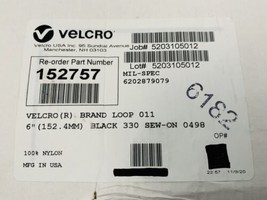 VELCRO
Velcro USA Inc. 95 Sundial Avenue
Manchester, NH 03103
Job# 5203105012
Re-order Part Number
Lot# 5203105012
152757
MIL-SPEC
6202879079
6182
VELCRO(R) BRAND LOOP 011
6"(152.4MM) BLACK 330 SEW-ON 0498
OP#
100% NYLON
MFG IN USA